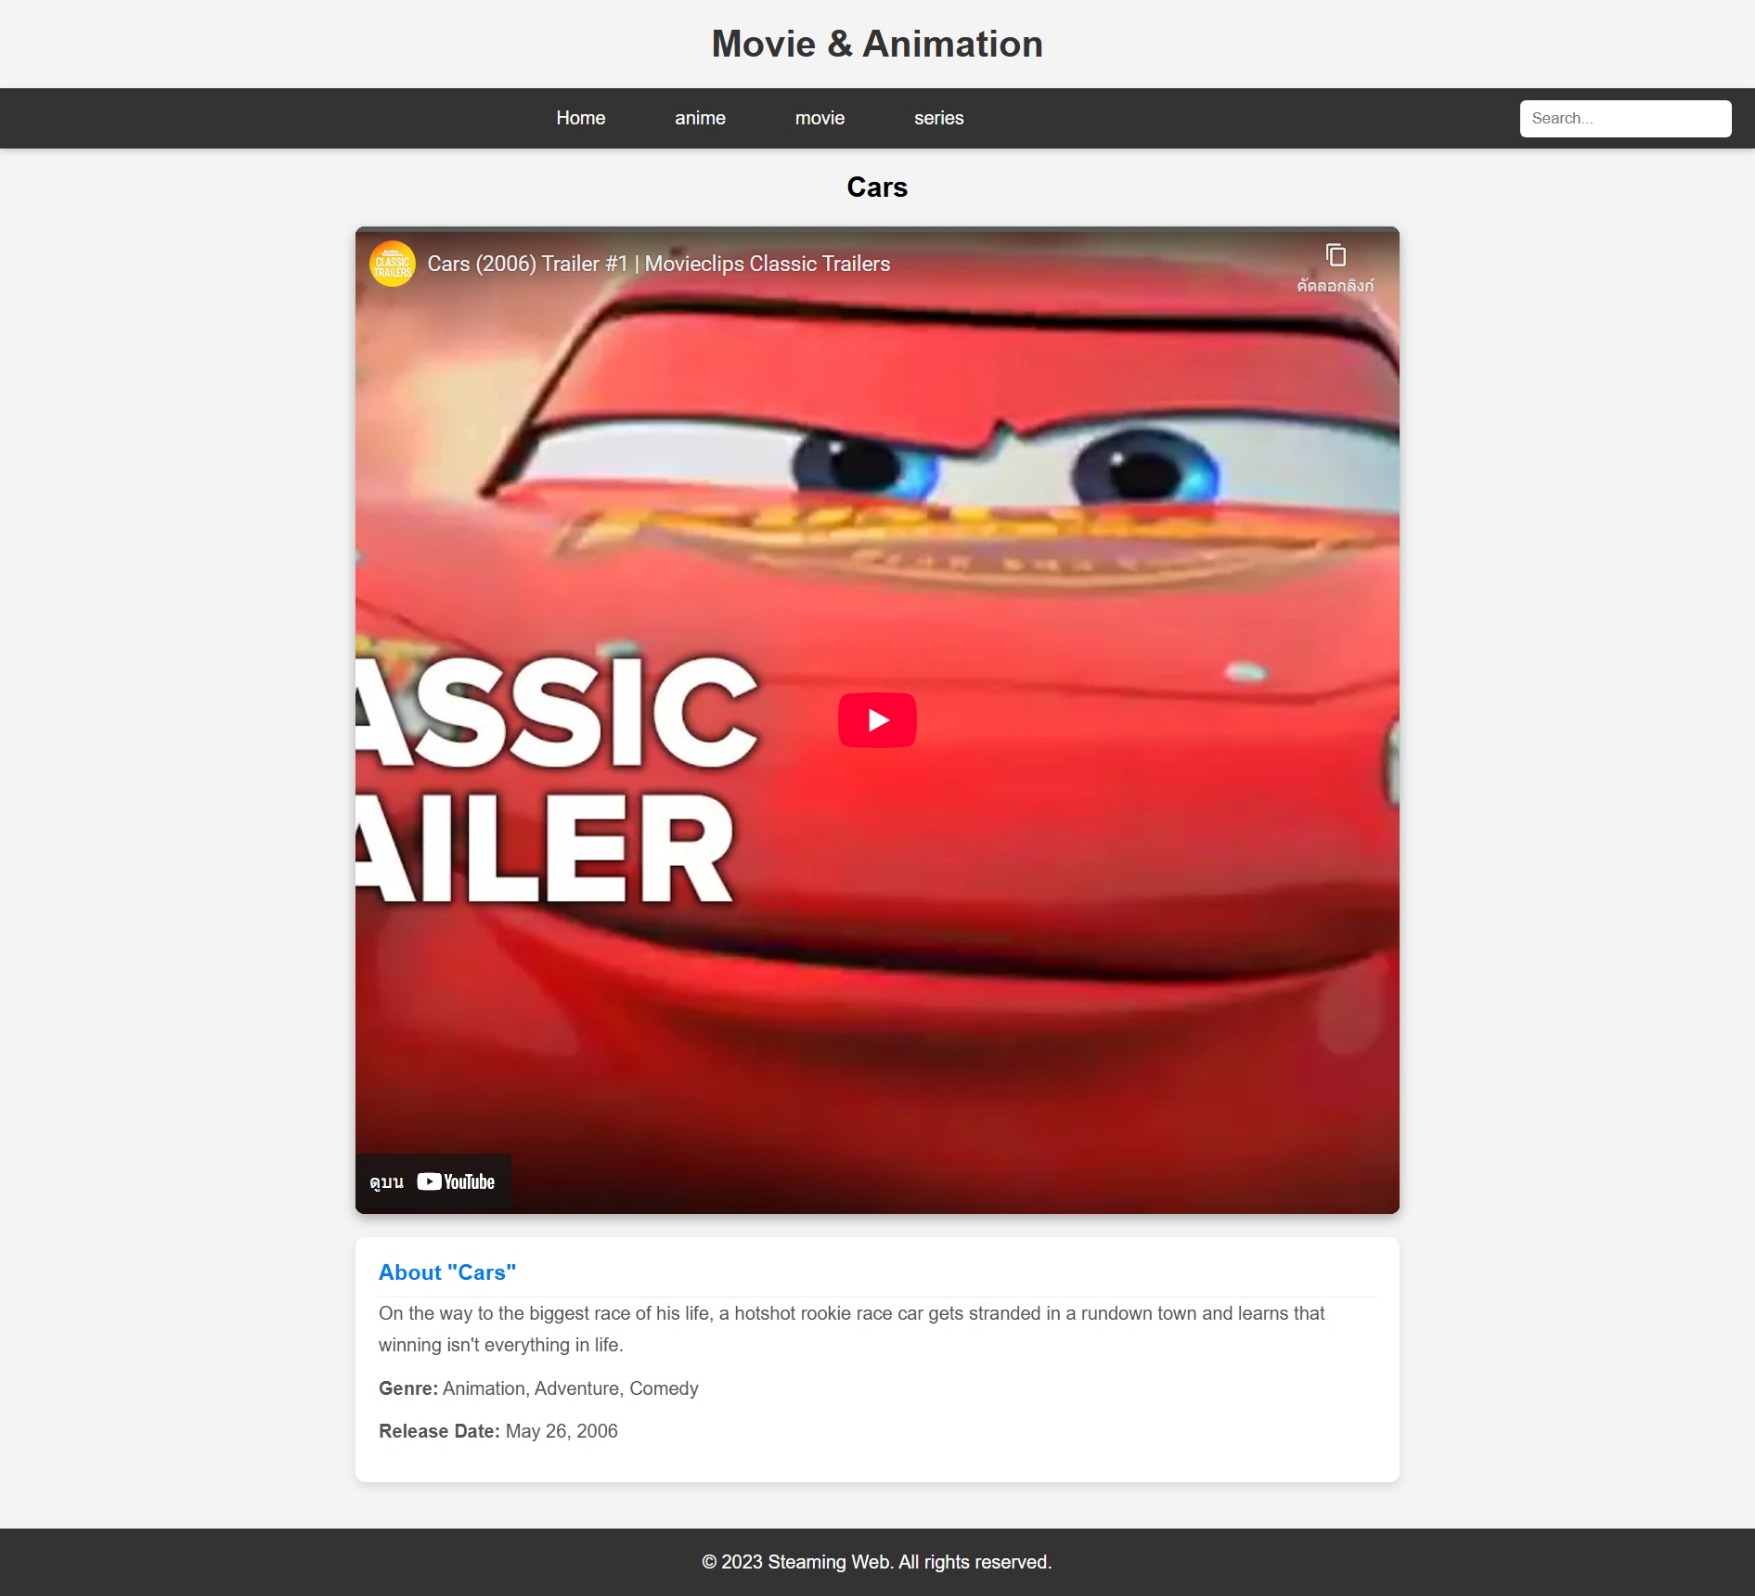 Movie & Animation
Home anime movie series Search...
Cars
CLASSIC
TRAILERS
Cars (2006) Trailer #1 | Movieclips Classic Trailers
คัดลอกลิงก์
ASSIC
AILER
ดูบน YouTube
About "Cars"
On the way to the biggest race of his life, a hotshot rookie race car gets stranded in a rundown town and learns that
winning isn't everything in life.
Genre: Animation, Adventure, Comedy
Release Date: May 26, 2006
© 2023 Steaming Web. All rights reserved.